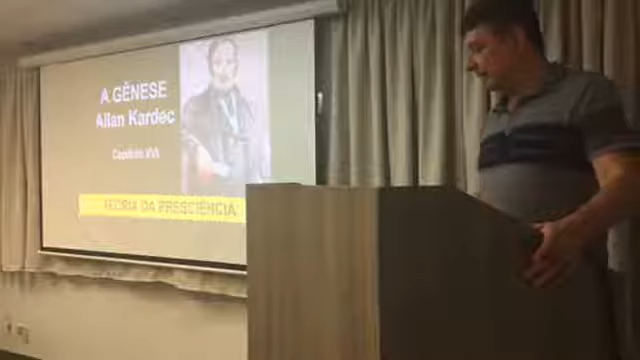 A GÊNESE
Allan Kardec
Capítulo XVI
TEORIA DA PRESCIÊNCIA